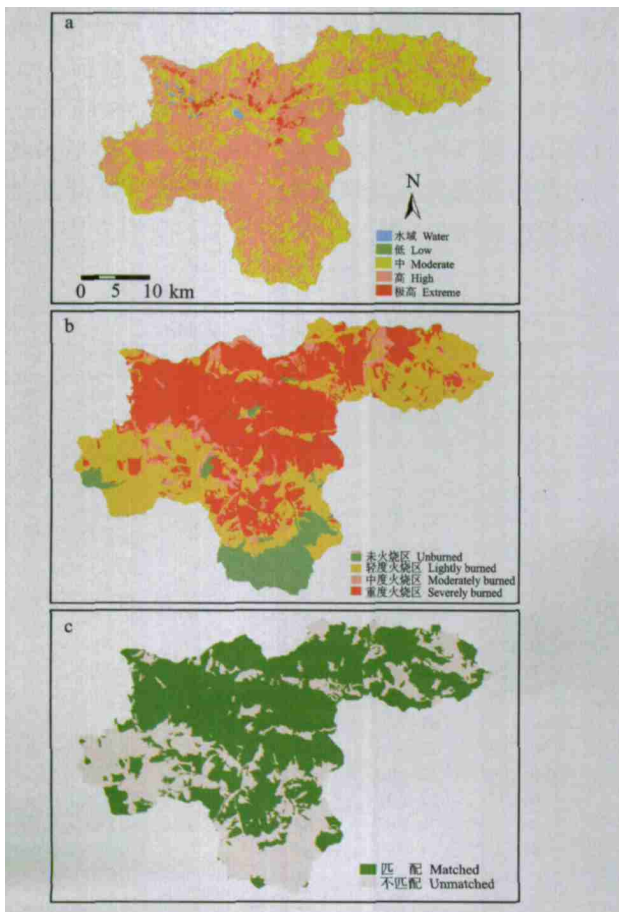 a
N
水域 Water
低 Low
中 Moderate
高 High
极高 Extreme
0 5 10 km
b
未火烧区 Unburned
轻度火烧区 Lightly burned
中度火烧区 Moderately burned
重度火烧区 Severely burned
c
匹 配 Matched
不匹配 Unmatched